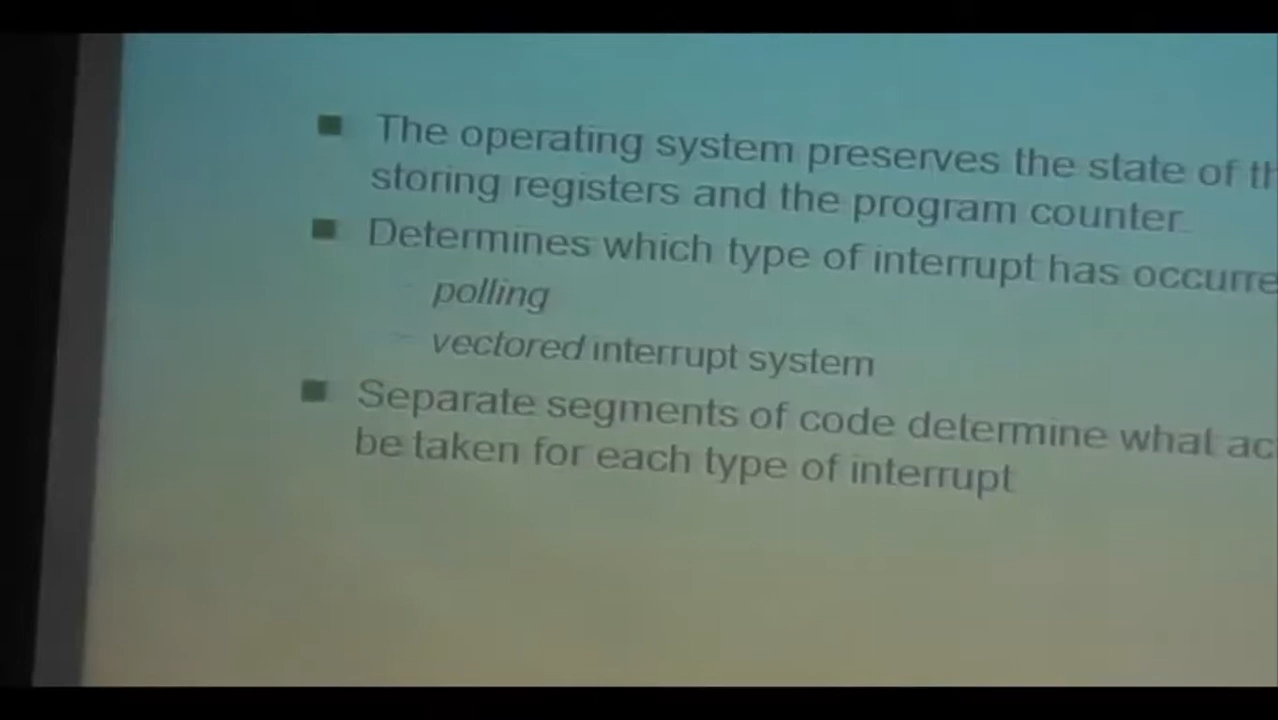 The operating system preserves the state of th
storing registers and the program counter.
Determines which type of interrupt has occurre
polling
vectored interrupt system
Separate segments of code determine what ac
be taken for each type of interrupt